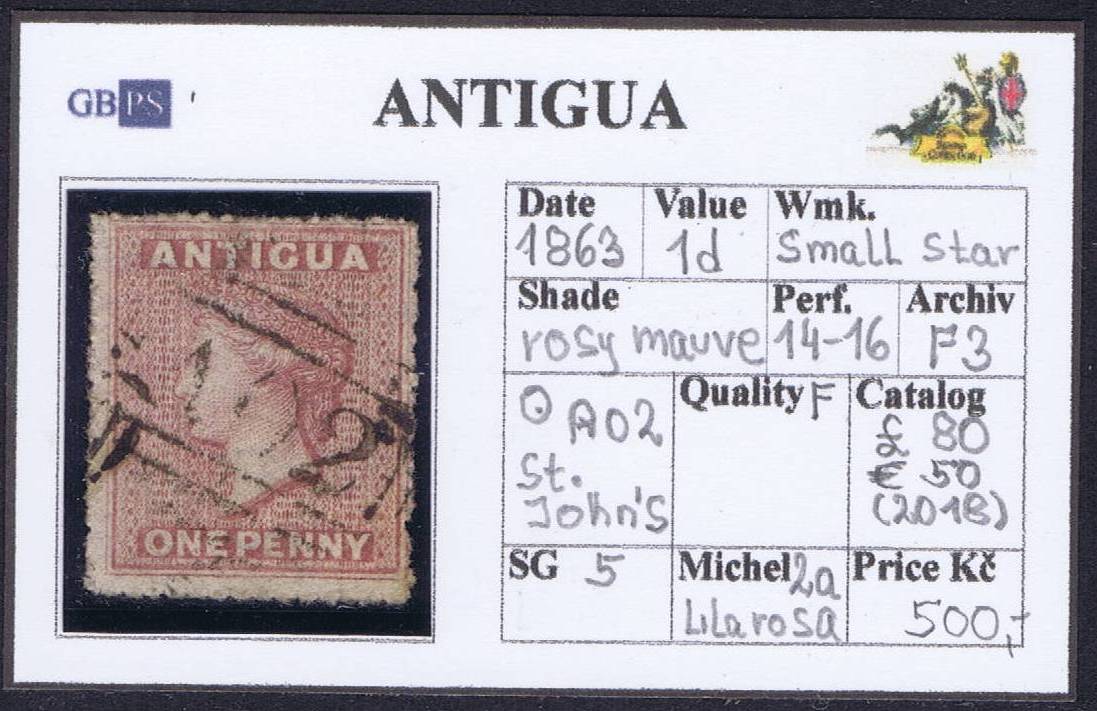 GBPS
ANTIGUA
ANTIGUA
A02
ONE PENNY
Date Value Wmk.
1863 1d Small Star
Shade Perf. Archiv
rosy mauve 14-16 F3
A02 Quality F Catalog
£ 80
St. € 50
John's (2018)
SG 5 Michel 2a Price Kč
Lilarosa 500,-